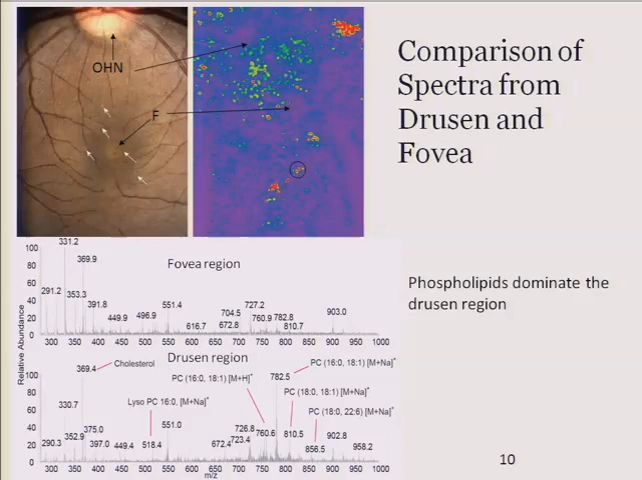 OHN
F
Comparison of
Spectra from
Drusen and
Fovea
Phospholipids dominate the
drusen region
Fovea region
Relative Abundance
100
80
60
40
20
0
291.2
331.2
353.3
369.9
391.8
449.9
496.9
551.4
616.7
672.8
704.5
727.2
760.9
782.8
810.7
903.0
300 350 400 450 500 550 600 650 700 750 800 850 900 950 1000
Drusen region
100
80
60
40
20
0
290.3
330.7
352.9
369.4
Cholesterol
375.0
397.0
449.4
Lyso PC 16:0, [M+Na]+
518.4
551.0
672.4
723.4
726.8
PC (16:0, 18:1) [M+H]+
760.6
782.5
PC (16:0, 18:1) [M+Na]+
PC (18:0, 18:1) [M+Na]+
810.5
PC (18:0, 22:6) [M+Na]+
856.5
902.8
958.2
300 350 400 450 500 550 600 650 700 750 800 850 900 950 1000
m/z
10